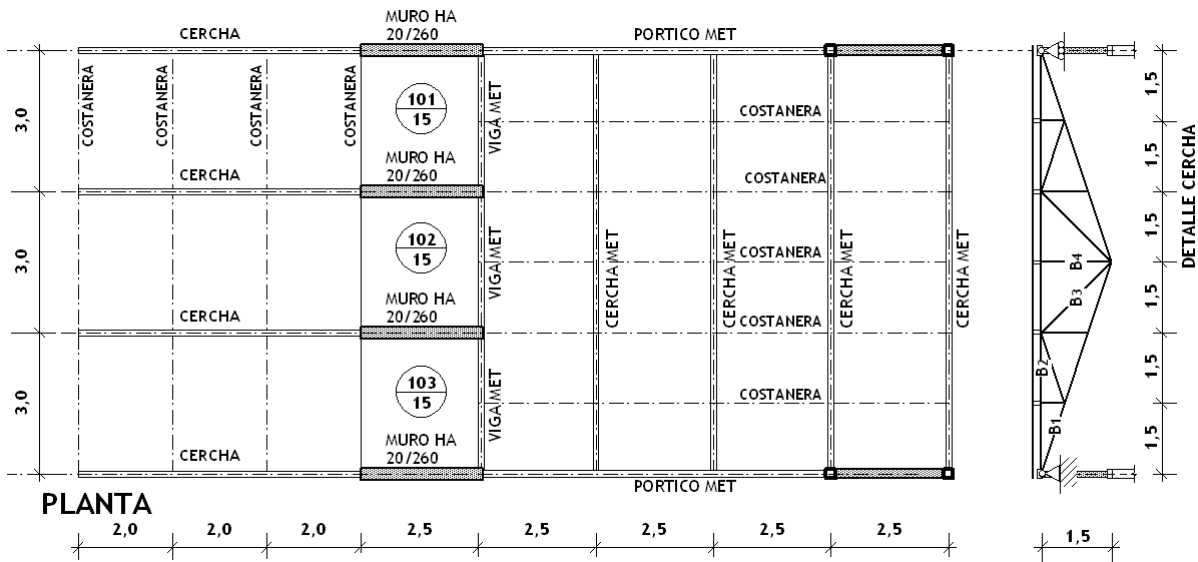 MURO HA
20/260
CERCHA
PORTICO MET
COSTANERA
COSTANERA
COSTANERA
COSTANERA
101
15
VIGA MET
COSTANERA
MURO HA
20/260
CERCHA
COSTANERA
102
15
VIGA MET
CERCHA MET
COSTANERA
CERCHA MET
CERCHA MET
CERCHA MET
MURO HA
20/260
CERCHA
COSTANERA
103
15
VIGA MET
COSTANERA
MURO HA
20/260
CERCHA
PORTICO MET
PLANTA
3,0
3,0
3,0
2,0
2,0
2,0
2,5
2,5
2,5
2,5
2,5
B4
B3
B2
B1
1,5
1,5
1,5
1,5
1,5
1,5
DETALLE CERCHA
1,5